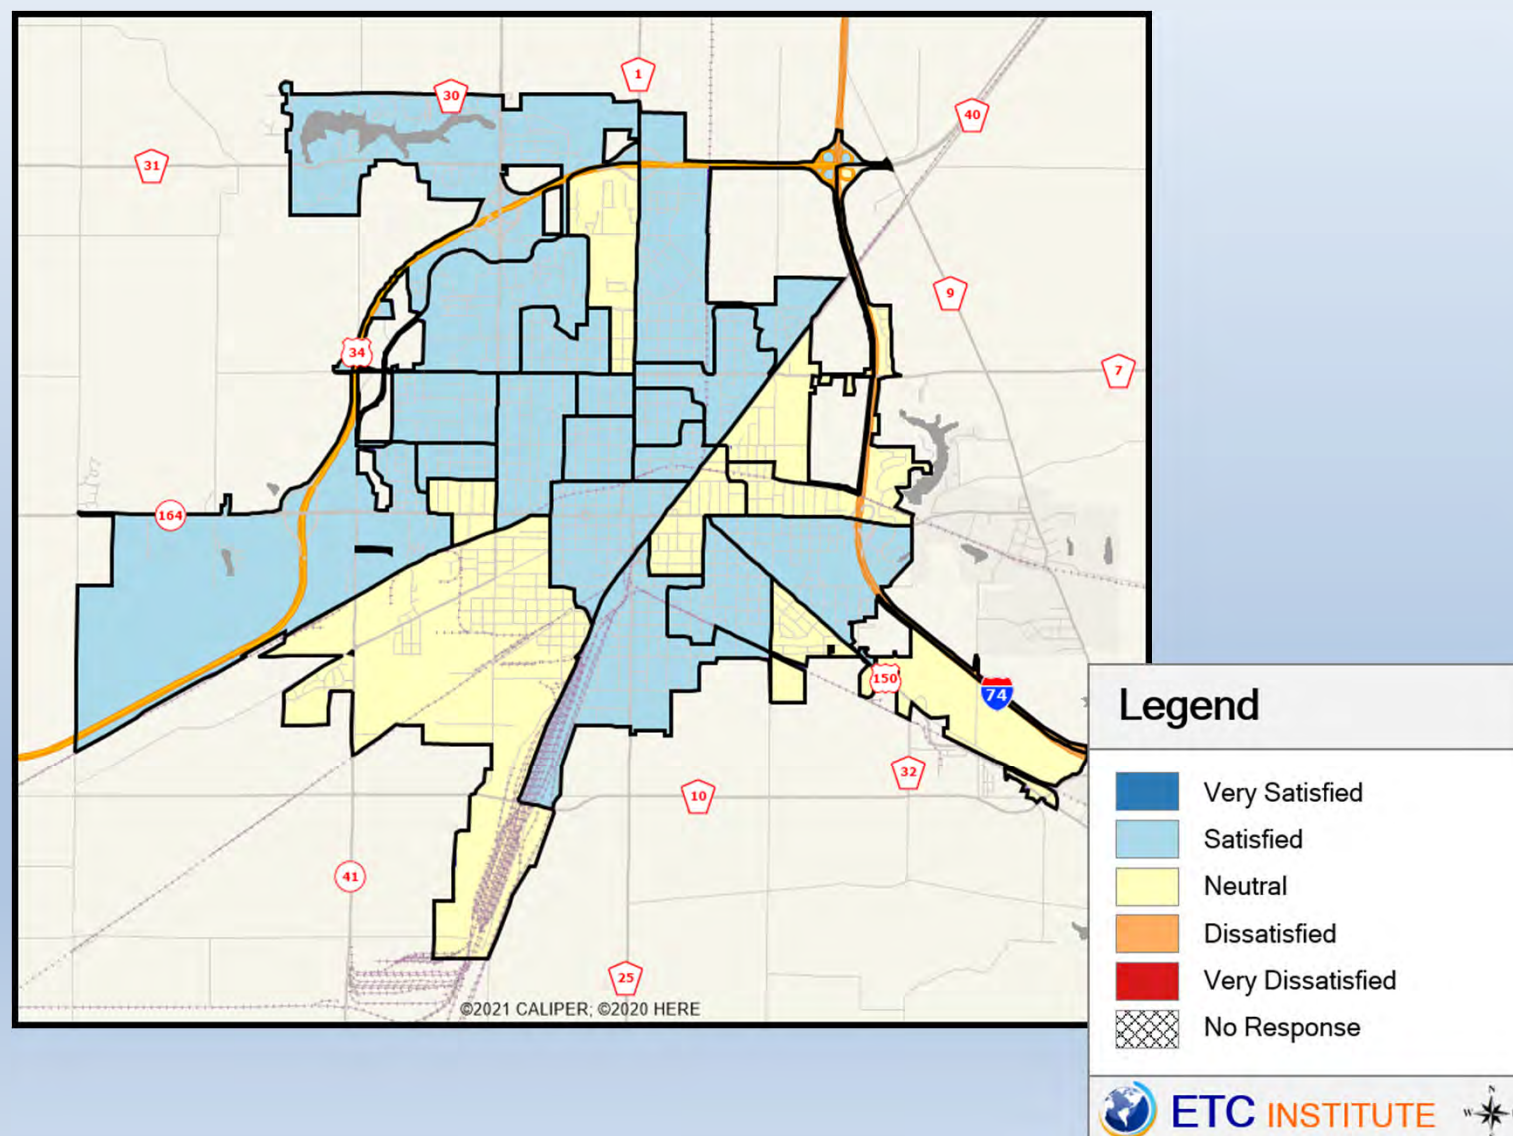 1
30
40
31
9
34
7
164
150
74
32
10
41
25
©2021 CALIPER; ©2020 HERE
Legend
Very Satisfied
Satisfied
Neutral
Dissatisfied
Very Dissatisfied
No Response
ETC INSTITUTE
N
W